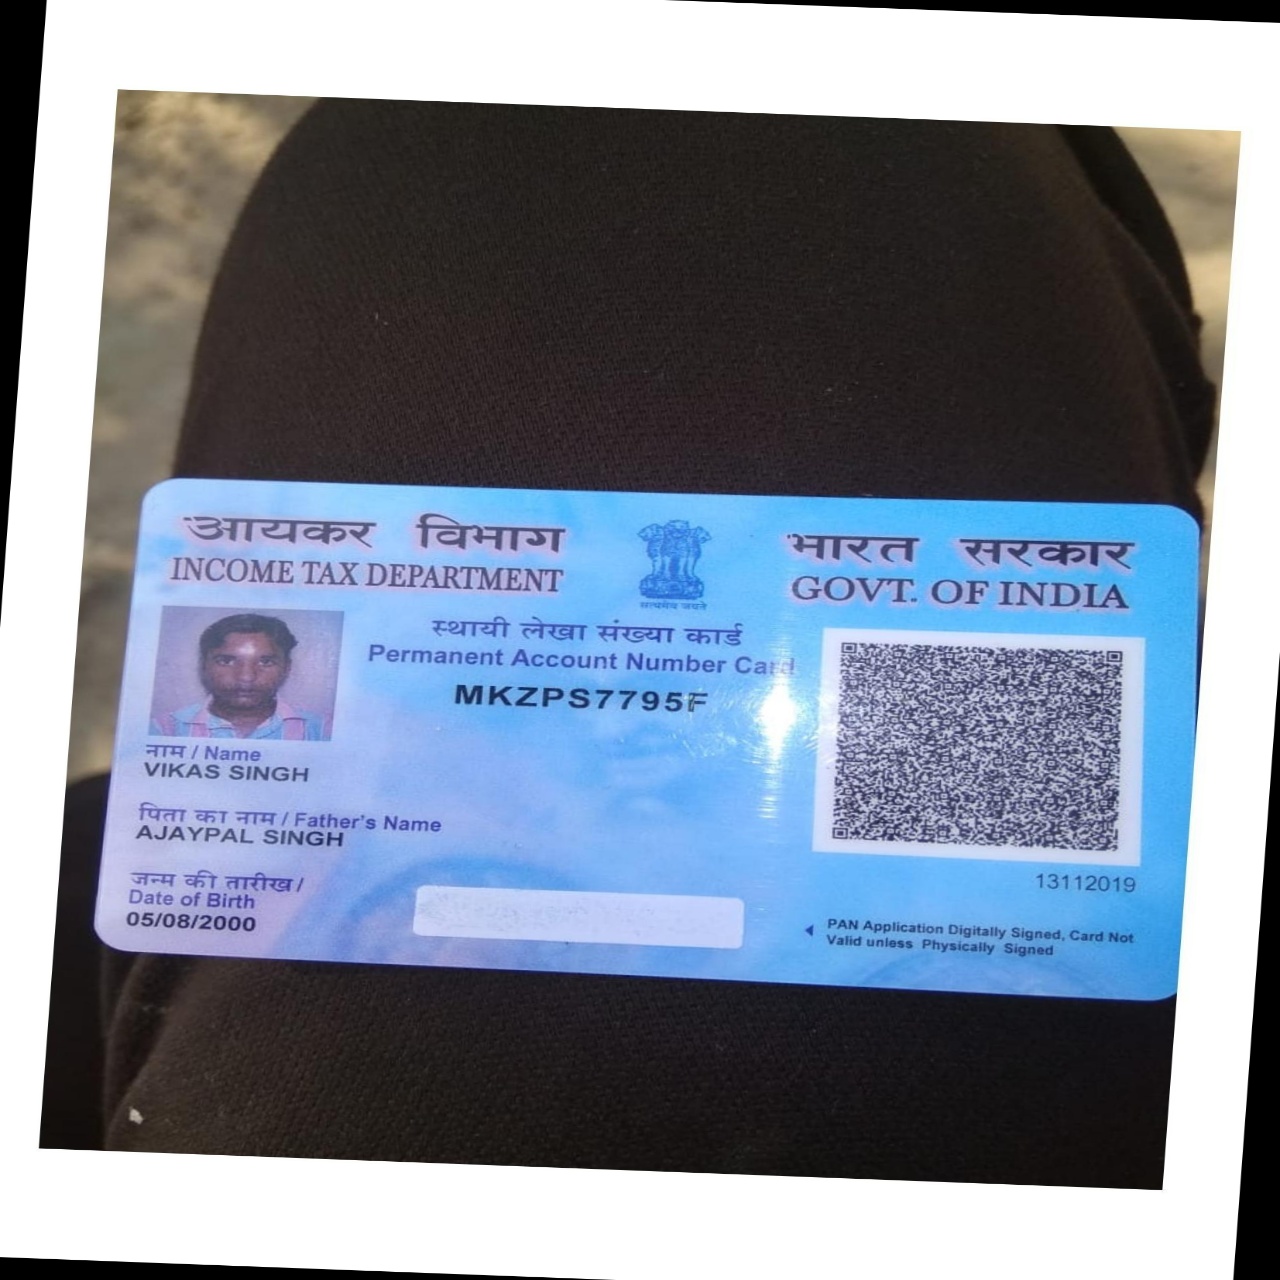 आयकर विभाग
INCOME TAX DEPARTMENT
सत्यमेव जयते
भारत सरकार
GOVT. OF INDIA
स्थायी लेखा संख्या कार्ड
Permanent Account Number Card
MKZPS7795F
नाम / Name
VIKAS SINGH
पिता का नाम / Father's Name
AJAYPAL SINGH
जन्म की तारीख /
Date of Birth
05/08/2000
13112019
PAN Application Digitally Signed, Card Not
Valid unless Physically Signed